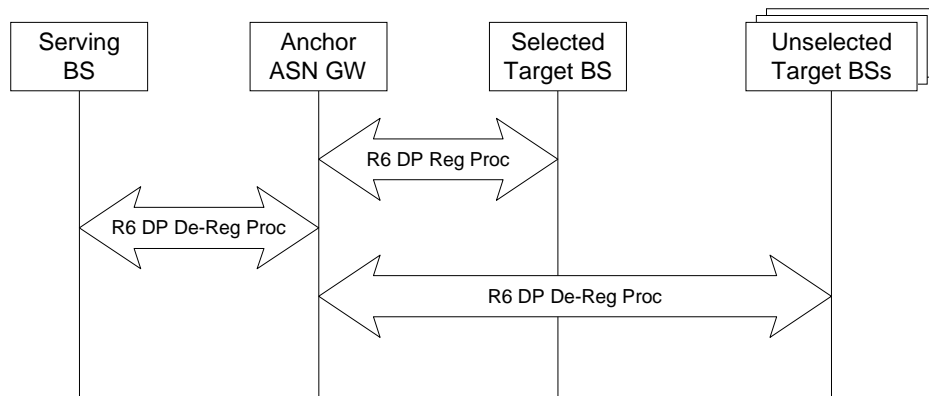 Serving
BS
Anchor
ASN GW
Selected
Target BS
Unselected
Target BSs
R6 DP Reg Proc
R6 DP De-Reg Proc
R6 DP De-Reg Proc